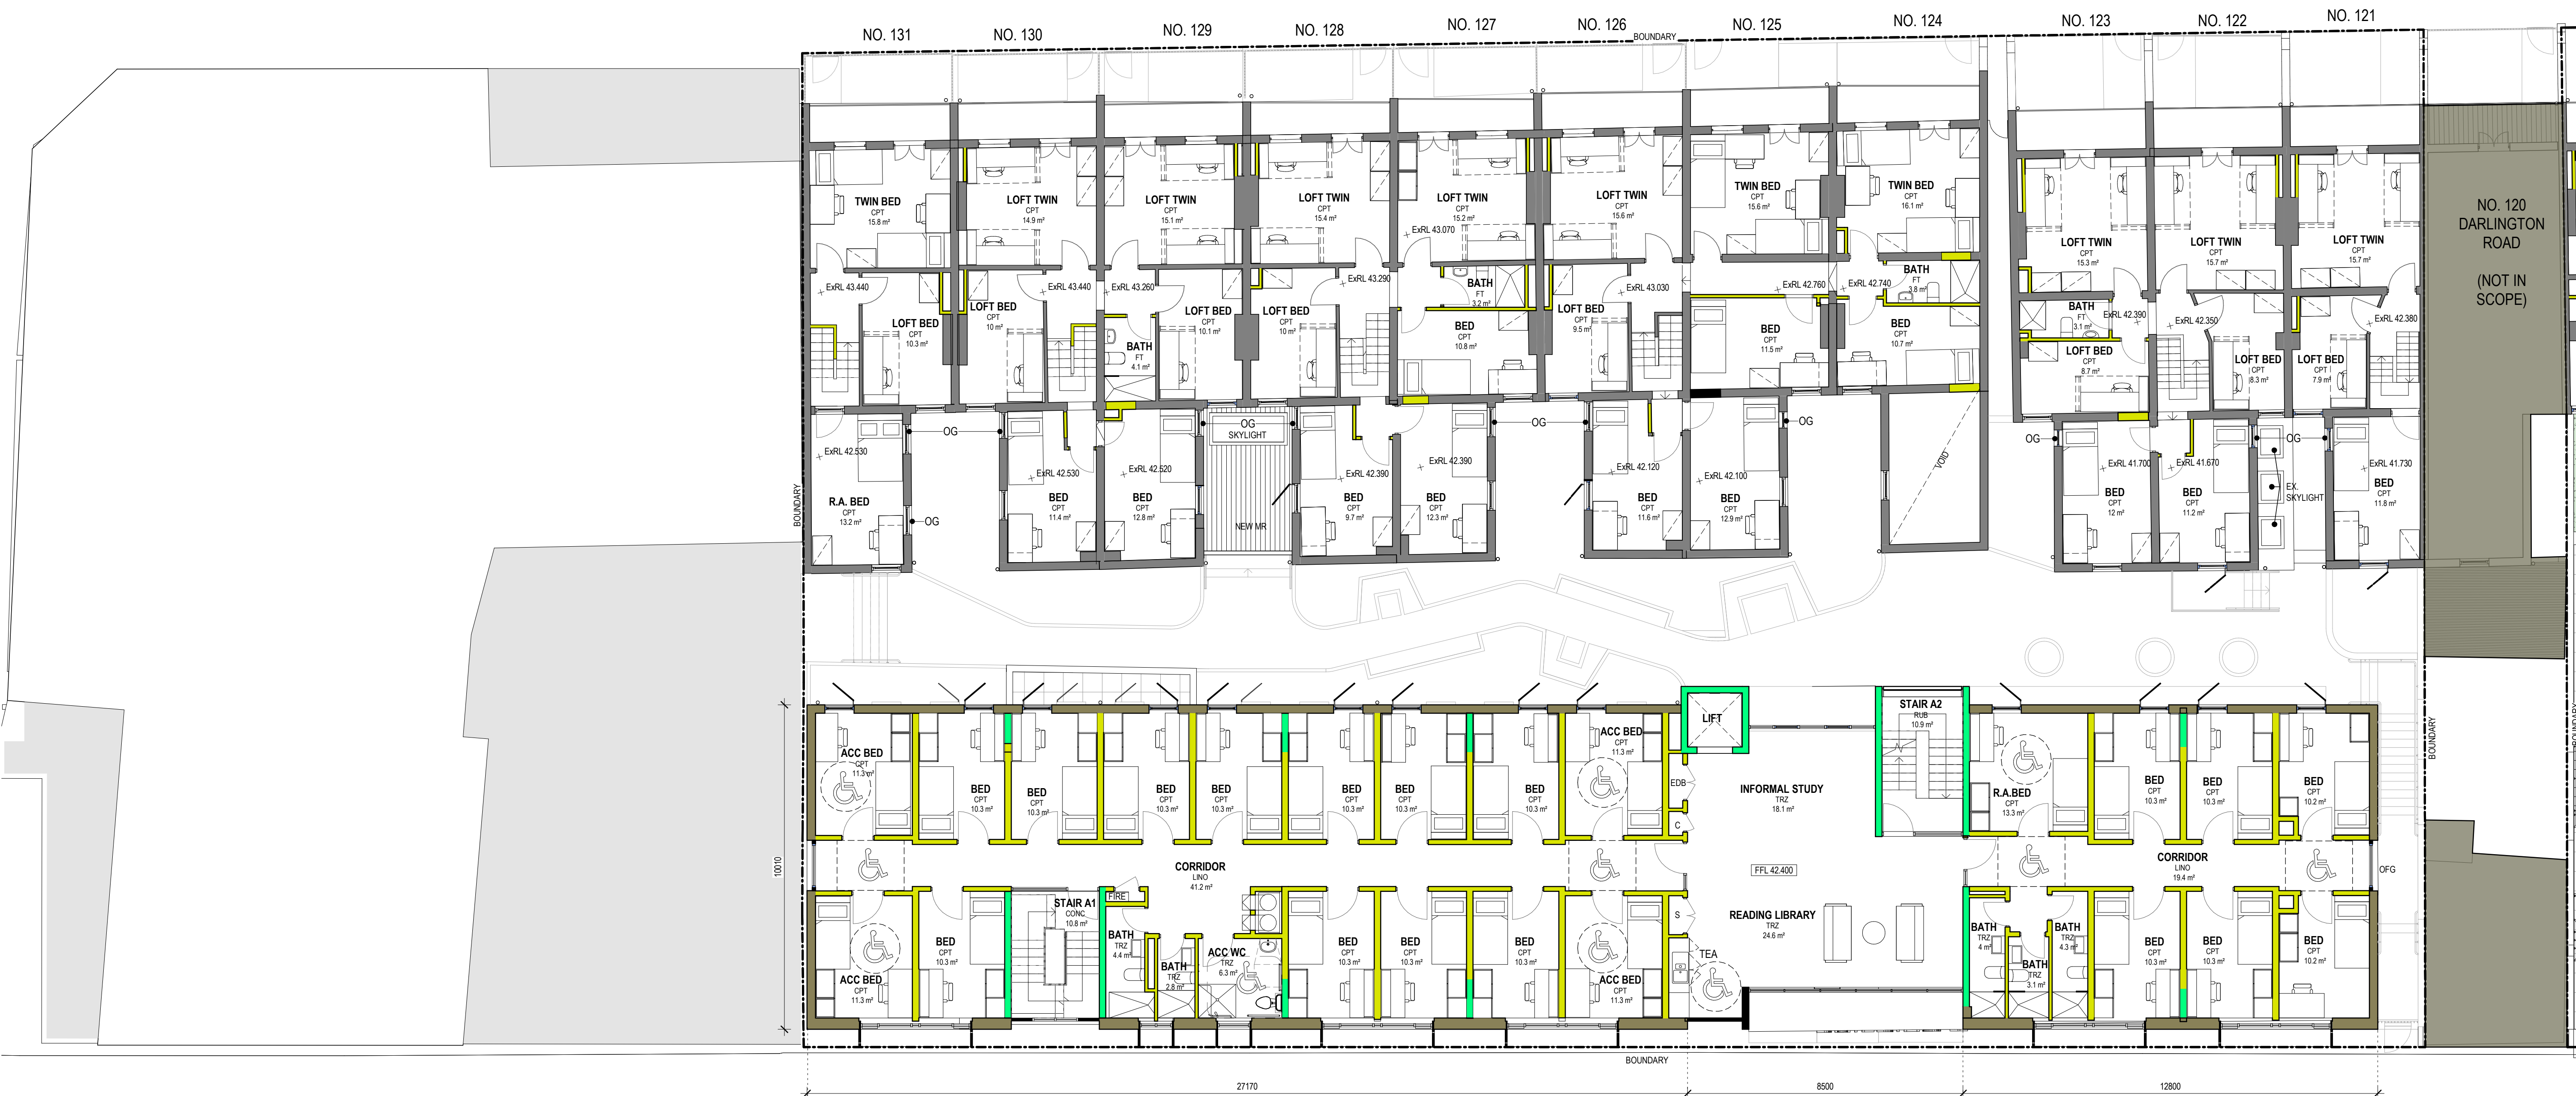 NO. 131
NO. 130
NO. 129
NO. 128
NO. 127
NO. 126
NO. 125
NO. 124
NO. 123
NO. 122
NO. 121
BOUNDARY
TWIN BED
CPT
15.8 m²
LOFT TWIN
CPT
14.9 m²
LOFT TWIN
CPT
15.1 m²
LOFT TWIN
CPT
15.4 m²
LOFT TWIN
CPT
15.2 m²
ExRL 43.070
LOFT TWIN
CPT
15.6 m²
TWIN BED
CPT
15.6 m²
TWIN BED
CPT
16.1 m²
LOFT TWIN
CPT
15.3 m²
LOFT TWIN
CPT
15.7 m²
LOFT TWIN
CPT
15.7 m²
NO. 120
DARLINGTON
ROAD
(NOT IN
SCOPE)
ExRL 43.440
LOFT BED
CPT
10.3 m²
LOFT BED
CPT
10 m²
ExRL 43.440
ExRL 43.260
BATH
FT
4.1 m²
LOFT BED
CPT
10.1 m²
LOFT BED
CPT
10 m²
ExRL 43.290
BATH
FT
3.2 m²
BED
CPT
10.8 m²
LOFT BED
CPT
9.5 m²
ExRL 43.030
ExRL 42.760
BED
CPT
11.5 m²
ExRL 42.740
BATH
FT
3.8 m²
BED
CPT
10.7 m²
BATH
FT
3.1 m²
ExRL 42.390
LOFT BED
CPT
8.7 m²
ExRL 42.350
LOFT BED
CPT
8.3 m²
LOFT BED
CPT
7.9 m²
ExRL 42.380
BOUNDARY
ExRL 42.530
R.A. BED
CPT
13.2 m²
OG
OG
ExRL 42.530
BED
CPT
11.4 m²
ExRL 42.520
BED
CPT
12.8 m²
OG
SKYLIGHT
NEW MR
ExRL 42.390
BED
CPT
9.7 m²
ExRL 42.390
BED
CPT
12.3 m²
OG
ExRL 42.120
BED
CPT
11.6 m²
ExRL 42.100
BED
CPT
12.9 m²
OG
VOID
OG
ExRL 41.700
BED
CPT
12 m²
ExRL 41.670
BED
CPT
11.2 m²
OG
EX.
SKYLIGHT
ExRL 41.730
BED
CPT
11.8 m²
ACC BED
CPT
11.3 m²
BED
CPT
10.3 m²
BED
CPT
10.3 m²
BED
CPT
10.3 m²
BED
CPT
10.3 m²
BED
CPT
10.3 m²
BED
CPT
10.3 m²
BED
CPT
10.3 m²
ACC BED
CPT
11.3 m²
LIFT
EDB
C
INFORMAL STUDY
TRZ
18.1 m²
STAIR A2
RUB
10.9 m²
R.A.BED
CPT
13.3 m²
BED
CPT
10.3 m²
BED
CPT
10.3 m²
BED
CPT
10.2 m²
BOUNDARY
BOUNDARY
10010
CORRIDOR
LINO
41.2 m²
FFL 42.400
CORRIDOR
LINO
19.4 m²
OFG
ACC BED
CPT
11.3 m²
BED
CPT
10.3 m²
STAIR A1
CONC
10.8 m²
FIRE
BATH
TRZ
4.4 m²
BATH
TRZ
2.8 m²
ACC WC
TRZ
6.3 m²
BED
CPT
10.3 m²
BED
CPT
10.3 m²
BED
CPT
10.3 m²
ACC BED
CPT
11.3 m²
S
TEA
READING LIBRARY
TRZ
24.6 m²
BATH
TRZ
4 m²
BATH
TRZ
3.1 m²
BATH
TRZ
4.3 m²
BED
CPT
10.3 m²
BED
CPT
10.3 m²
BED
CPT
10.2 m²
BOUNDARY
27170
8500
12800